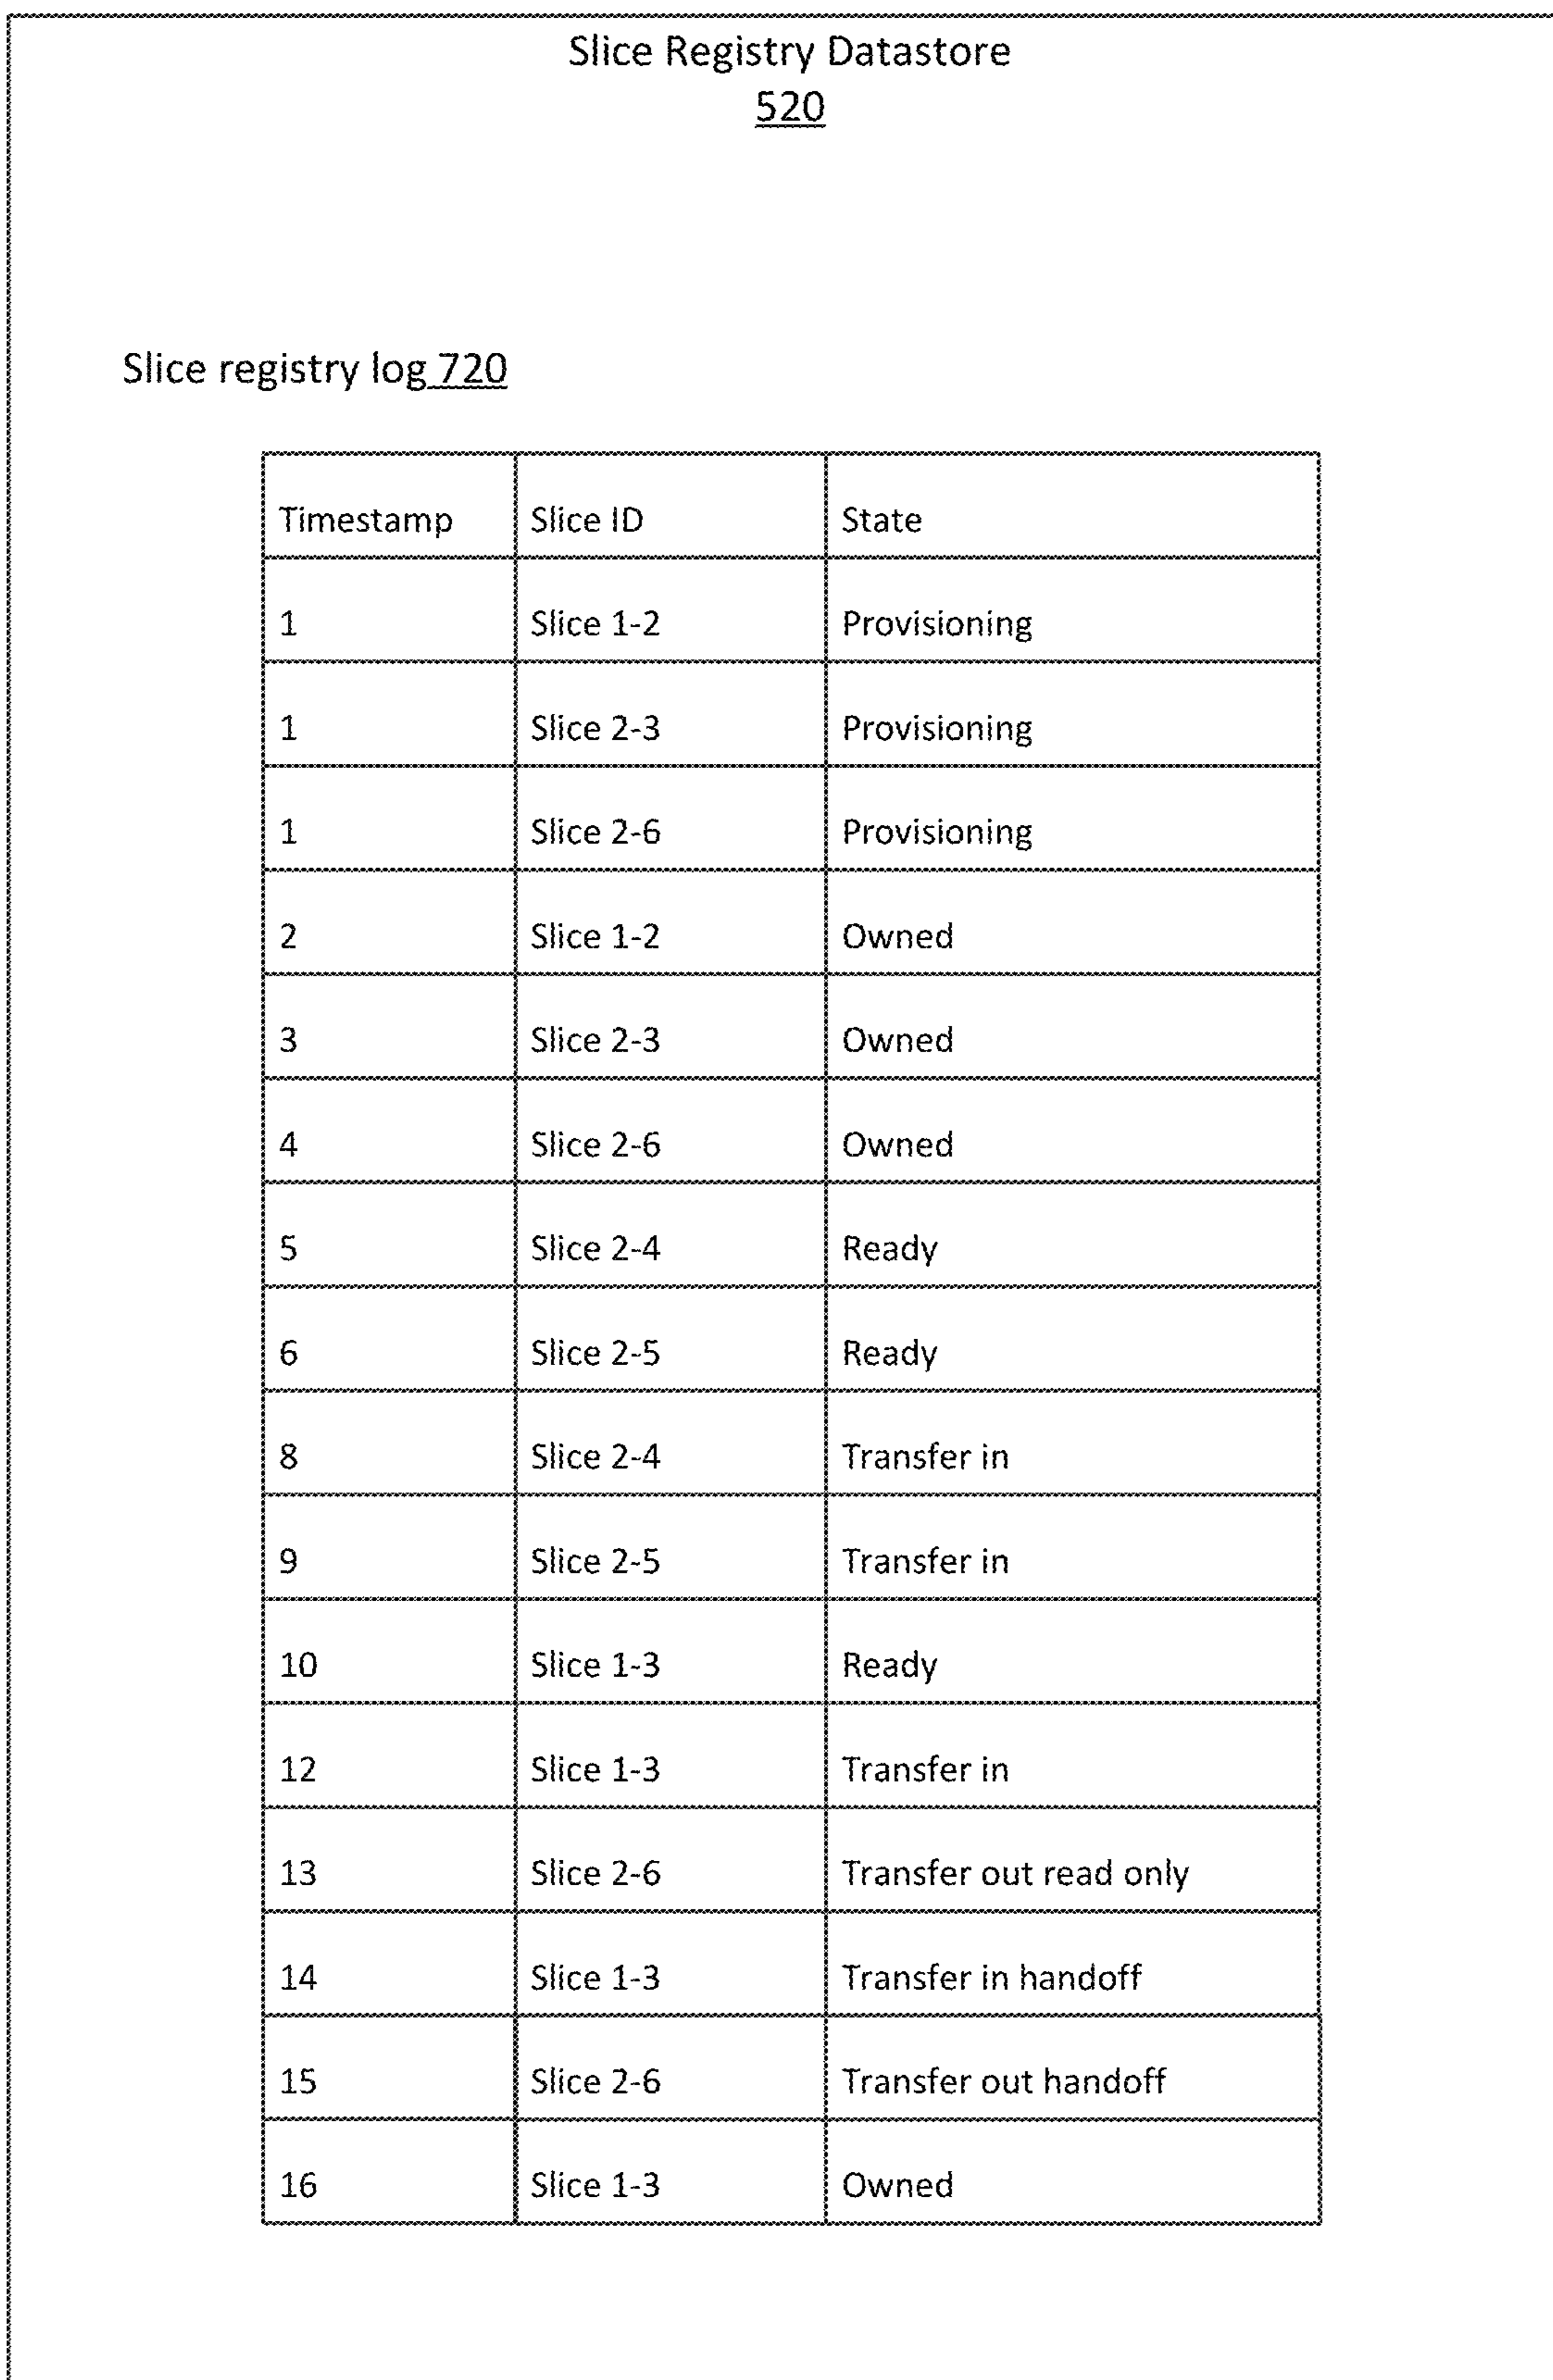 Slice Registry Datastore
520
Slice registry log 720
Timestamp Slice ID State
1 Slice 1-2 Provisioning
1 Slice 2-3 Provisioning
1 Slice 2-6 Provisioning
2 Slice 1-2 Owned
3 Slice 2-3 Owned
4 Slice 2-6 Owned
5 Slice 2-4 Ready
6 Slice 2-5 Ready
8 Slice 2-4 Transfer in
9 Slice 2-5 Transfer in
10 Slice 1-3 Ready
12 Slice 1-3 Transfer in
13 Slice 2-6 Transfer out read only
14 Slice 1-3 Transfer in handoff
15 Slice 2-6 Transfer out handoff
16 Slice 1-3 Owned